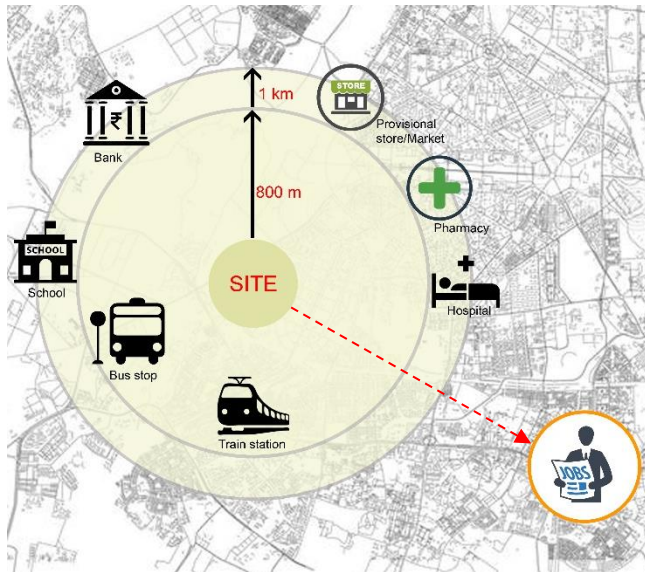 STORE
1 km
Provisional
store/Market
₹
Bank
800 m
Pharmacy
SCHOOL
School
SITE
Hospital
Bus stop
Train station
JOBS